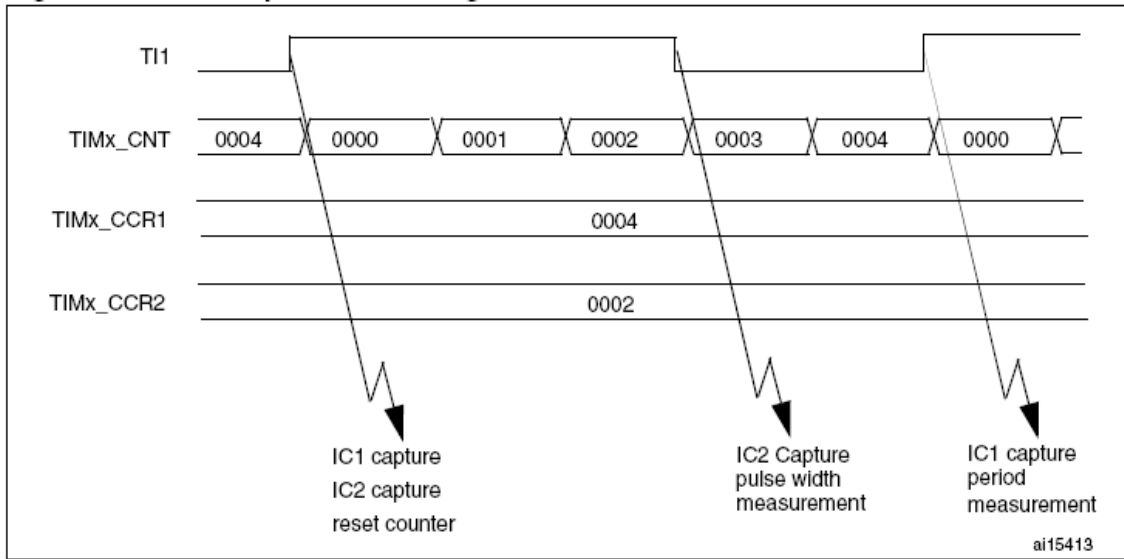 TI1
TIMx_CNT 0004 0000 0001 0002 0003 0004 0000
TIMx_CCR1 0004
TIMx_CCR2 0002
IC1 capture
IC2 capture
reset counter
IC2 Capture
pulse width
measurement
IC1 capture
period
measurement
ai15413